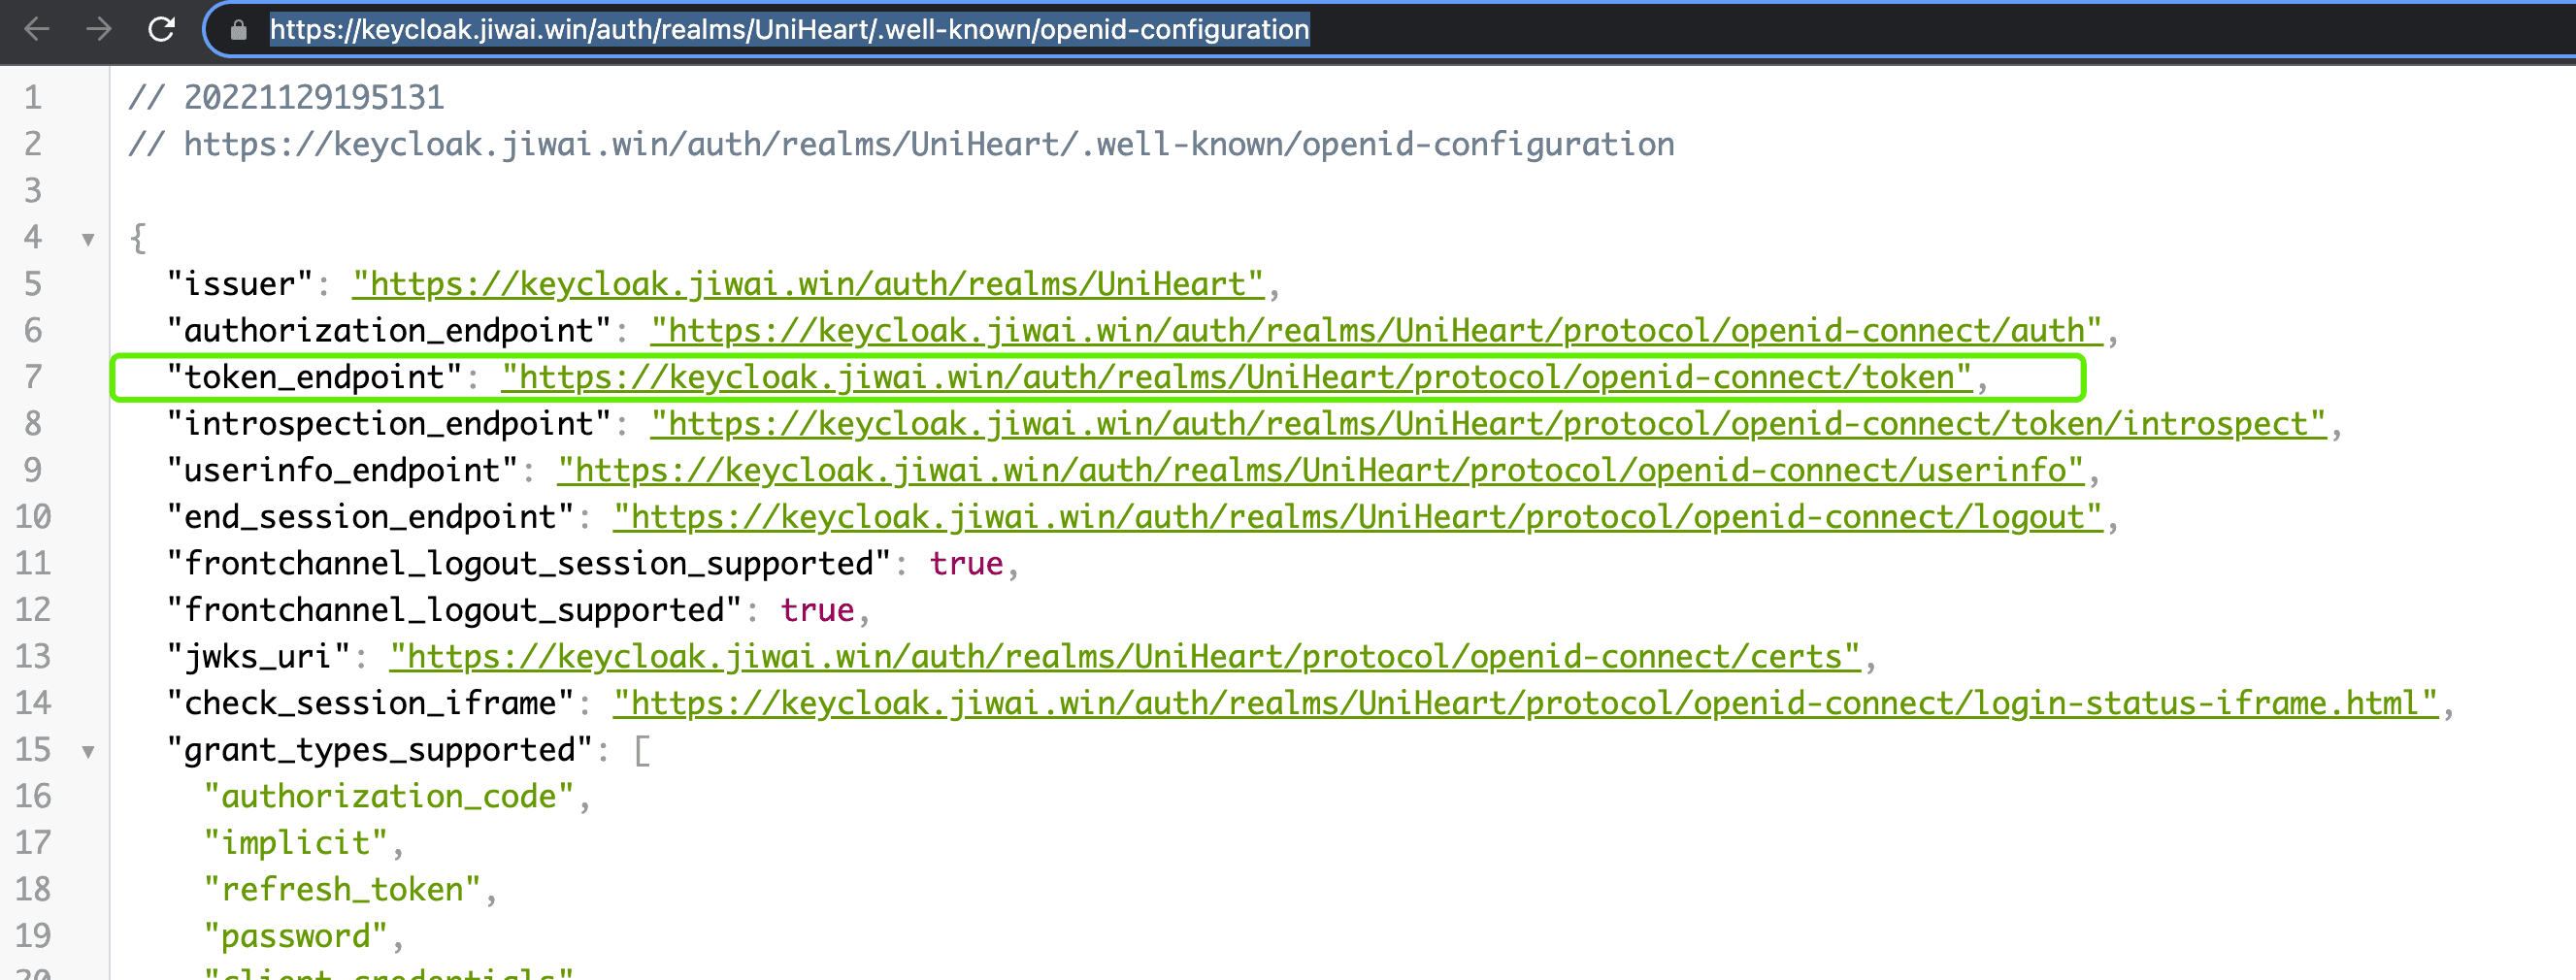 https://keycloak.jiwai.win/auth/realms/UniHeart/.well-known/openid-configuration
1 // 20221129195131
2 // https://keycloak.jiwai.win/auth/realms/UniHeart/.well-known/openid-configuration
3
4 ▼ {
5 "issuer": "https://keycloak.jiwai.win/auth/realms/UniHeart",
6 "authorization_endpoint": "https://keycloak.jiwai.win/auth/realms/UniHeart/protocol/openid-connect/auth",
7 "token_endpoint": "https://keycloak.jiwai.win/auth/realms/UniHeart/protocol/openid-connect/token",
8 "introspection_endpoint": "https://keycloak.jiwai.win/auth/realms/UniHeart/protocol/openid-connect/token/introspect",
9 "userinfo_endpoint": "https://keycloak.jiwai.win/auth/realms/UniHeart/protocol/openid-connect/userinfo",
10 "end_session_endpoint": "https://keycloak.jiwai.win/auth/realms/UniHeart/protocol/openid-connect/logout",
11 "frontchannel_logout_session_supported": true,
12 "frontchannel_logout_supported": true,
13 "jwks_uri": "https://keycloak.jiwai.win/auth/realms/UniHeart/protocol/openid-connect/certs",
14 "check_session_iframe": "https://keycloak.jiwai.win/auth/realms/UniHeart/protocol/openid-connect/login-status-iframe.html",
15 ▼ "grant_types_supported": [
16 "authorization_code",
17 "implicit",
18 "refresh_token",
19 "password",
20 "client_credentials"